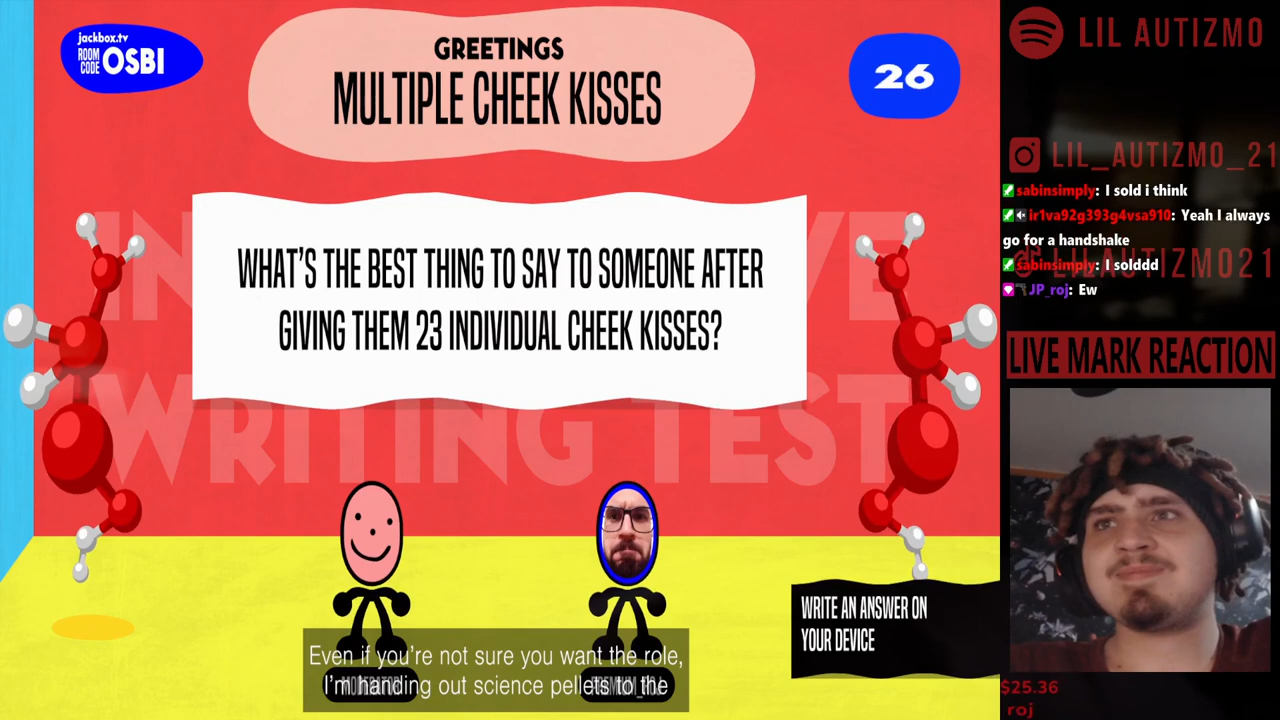 jackbox.tv
ROOM CODE OSBI
GREETINGS
MULTIPLE CHEEK KISSES
26
WHAT'S THE BEST THING TO SAY TO SOMEONE AFTER
GIVING THEM 23 INDIVIDUAL CHEEK KISSES?
WRITING TEST
WRITE AN ANSWER ON
YOUR DEVICE
Even if you're not sure you want the role,
I'm handing out science pellets to the
LIL AUTIZMO
LIL_AUTIZMO_21
sabinsimply: I sold i think
ir1va92g393g4vsa910: Yeah I always
go for a handshake
sabinsimply: I solddd
LILAUTIZMO21
JP_roj: Ew
LIVE MARK REACTION
$25.36
roj